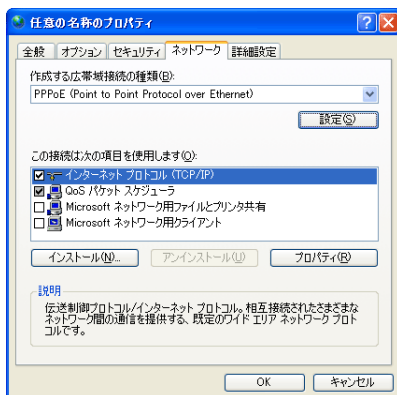 任意の名称のプロパティ
全般 オプション セキュリティ ネットワーク 詳細設定
作成する広帯域接続の種類(B):
PPPoE (Point to Point Protocol over Ethernet)
設定(S)
この接続は次の項目を使用します(O):
インターネット プロトコル (TCP/IP)
QoS パケット スケジューラ
Microsoft ネットワーク用ファイルとプリンタ共有
Microsoft ネットワーク用クライアント
インストール(N)... アンインストール(U) プロパティ(R)
説明
伝送制御プロトコル/インターネット プロトコル。相互接続されたさまざまな
ネットワーク間の通信を提供する、既定のワイド エリア ネットワーク プロト
コルです。
OK キャンセル